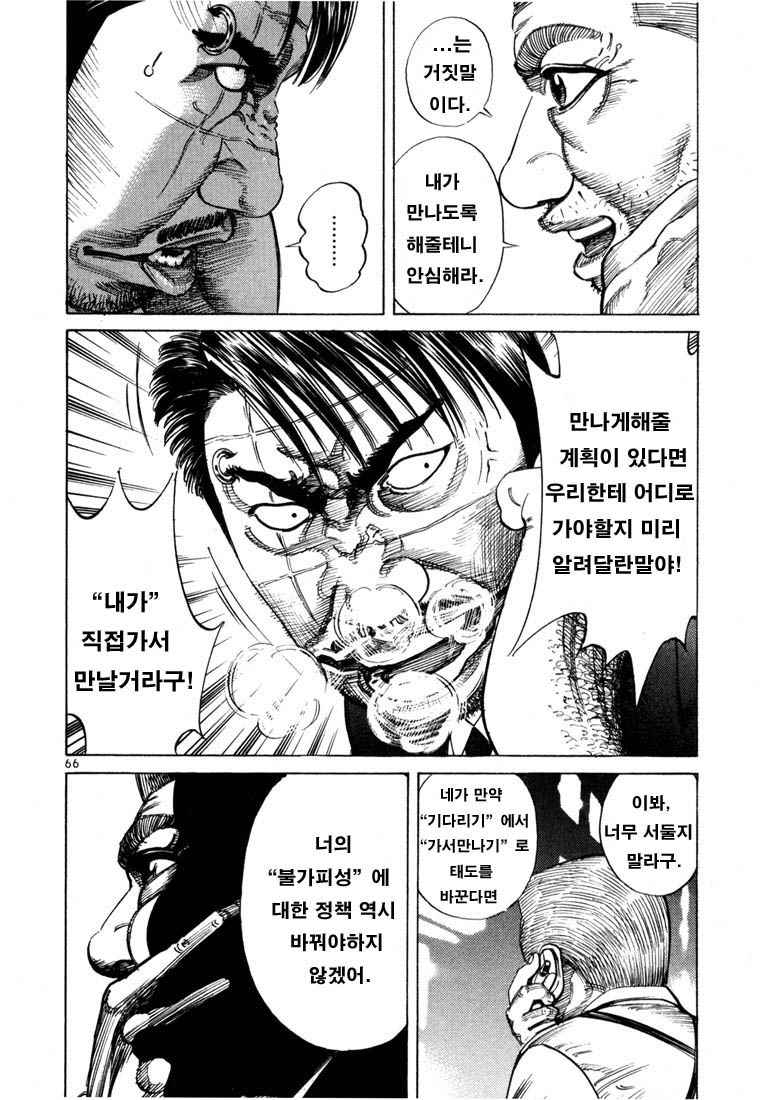 …는
거짓말
이다.
내가
만나도록
해줄테니
안심해라.
………
만나게해줄
계획이 있다면
우리한테 어디로
가야할지 미리
알려달란말야!
“내가”
직접가서
만날거라구!
66
이봐,
너무 서둘지
말라구.
네가 만약
“기다리기” 에서
“가서만나기” 로
태도를
바꾼다면
너의
“불가피성” 에
대한 정책 역시
바꿔야하지
않겠어.